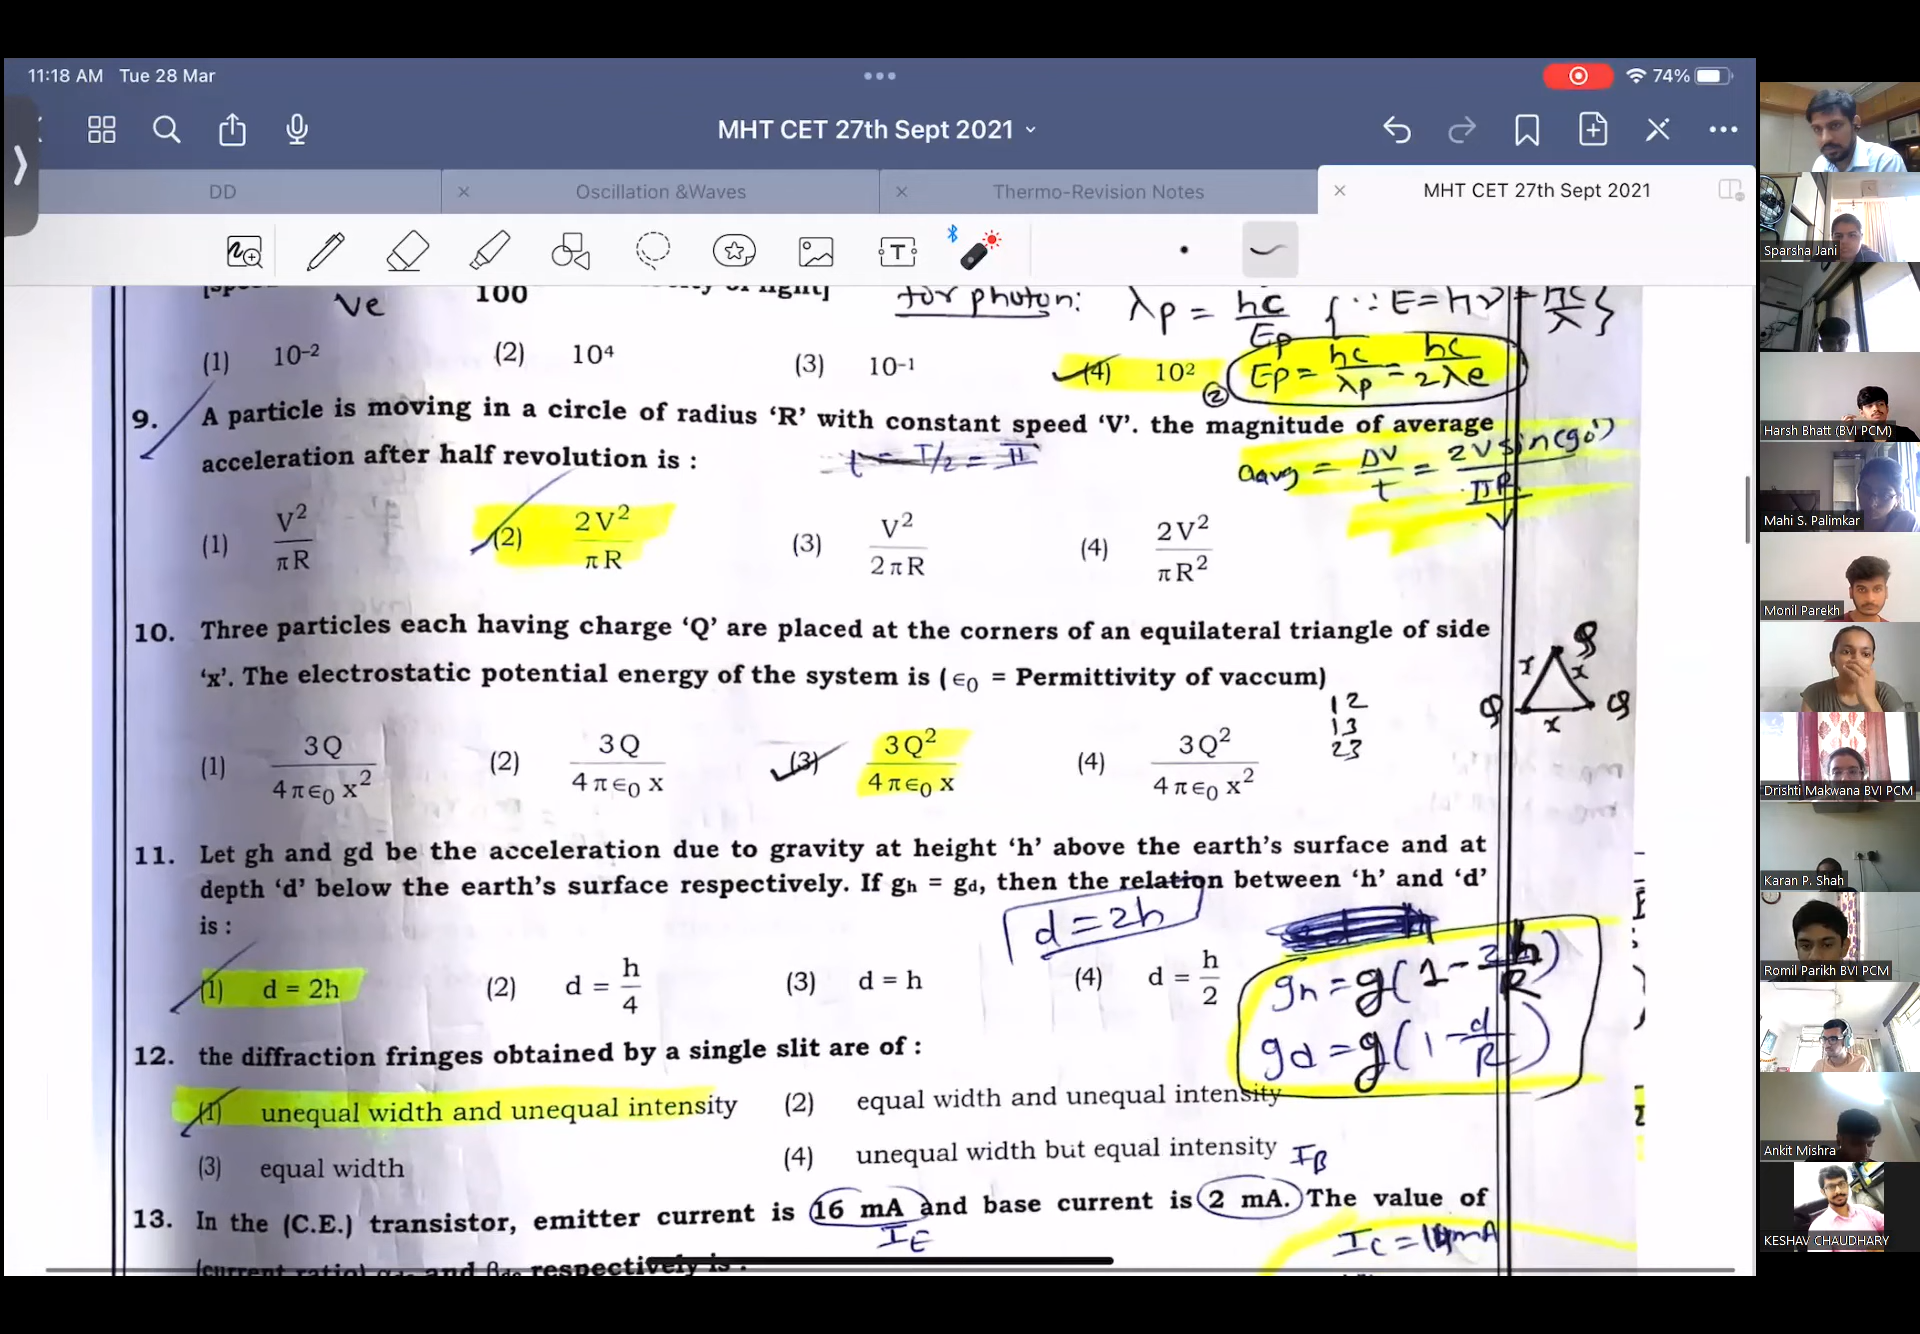 11:18 AM Tue 28 Mar
74%
MHT CET 27th Sept 2021
DD
Oscillation &Waves
Thermo-Revision Notes
MHT CET 27th Sept 2021
Ve 100
for photon: λp = hc/Ep {∵ E = hν = hc/λ}
(1) 10⁻² (2) 10⁴ (3) 10⁻¹ (4) 10²
② Ep = hc/λp = hc/2λe
9. A particle is moving in a circle of radius ‘R’ with constant speed ‘V’. the magnitude of average
acceleration after half revolution is :
t = T/2 = π
aavg = ΔV/t = 2V sin(90°)/(πR/V)
(1) V²/πR (2) 2V²/πR (3) V²/2πR (4) 2V²/πR²
10. Three particles each having charge ‘Q’ are placed at the corners of an equilateral triangle of side
‘x’. The electrostatic potential energy of the system is (ϵ₀ = Permittivity of vaccum)
12
13
23
Q
x x
Q Q
x
(1) 3Q/4πϵ₀x² (2) 3Q/4πϵ₀x (3) 3Q²/4πϵ₀x (4) 3Q²/4πϵ₀x²
11. Let gh and gd be the acceleration due to gravity at height ‘h’ above the earth’s surface and at
depth ‘d’ below the earth’s surface respectively. If gₕ = g_d, then the relation between ‘h’ and ‘d’
is :
d = 2h
(1) d = 2h (2) d = h/4 (3) d = h (4) d = h/2
gh = g(1 - 2h/R)
gd = g(1 - d/R)
12. the diffraction fringes obtained by a single slit are of :
(1) unequal width and unequal intensity (2) equal width and unequal intensity
(3) equal width (4) unequal width but equal intensity
I_B
13. In the (C.E.) transistor, emitter current is 16 mA and base current is 2 mA. The value of
I_E
I_C = 14mA
respectively is :
Sparsha Jani
Harsh Bhatt (BVI PCM)
Mahi S. Palimkar
Monil Parekh
Drishti Makwana BVI PCM
Karan P. Shah
Romil Parikh BVI PCM
Ankit Mishra
KESHAV CHAUDHARY